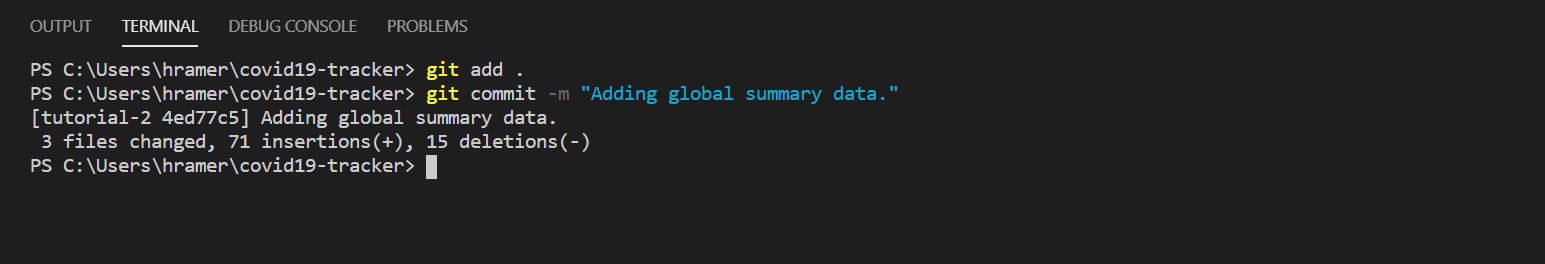 OUTPUT TERMINAL DEBUG CONSOLE PROBLEMS
PS C:\Users\hramer\covid19-tracker> git add .
PS C:\Users\hramer\covid19-tracker> git commit -m "Adding global summary data."
[tutorial-2 4ed77c5] Adding global summary data.
 3 files changed, 71 insertions(+), 15 deletions(-)
PS C:\Users\hramer\covid19-tracker>